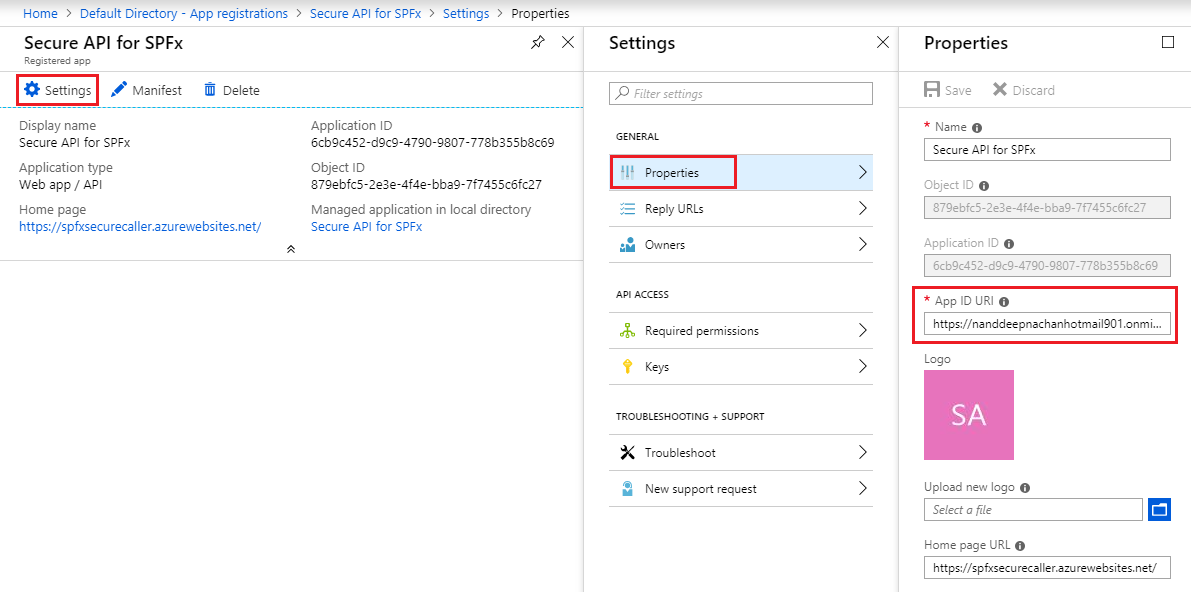 Home > Default Directory - App registrations > Secure API for SPFx > Settings > Properties
Secure API for SPFx
Registered app
Settings
Manifest
Delete
Display name
Secure API for SPFx
Application ID
6cb9c452-d9c9-4790-9807-778b355b8c69
Application type
Web app / API
Object ID
879ebfc5-2e3e-4f4e-bba9-7f7455c6fc27
Home page
https://spfxsecurecaller.azurewebsites.net/
Managed application in local directory
Secure API for SPFx
Settings
Filter settings
GENERAL
Properties
Reply URLs
Owners
API ACCESS
Required permissions
Keys
TROUBLESHOOTING + SUPPORT
Troubleshoot
New support request
Properties
Save
Discard
* Name
Secure API for SPFx
Object ID
879ebfc5-2e3e-4f4e-bba9-7f7455c6fc27
Application ID
6cb9c452-d9c9-4790-9807-778b355b8c69
* App ID URI
https://nanddeepnachanhotmail901.onmi...
Logo
SA
Upload new logo
Select a file
Home page URL
https://spfxsecurecaller.azurewebsites.net/